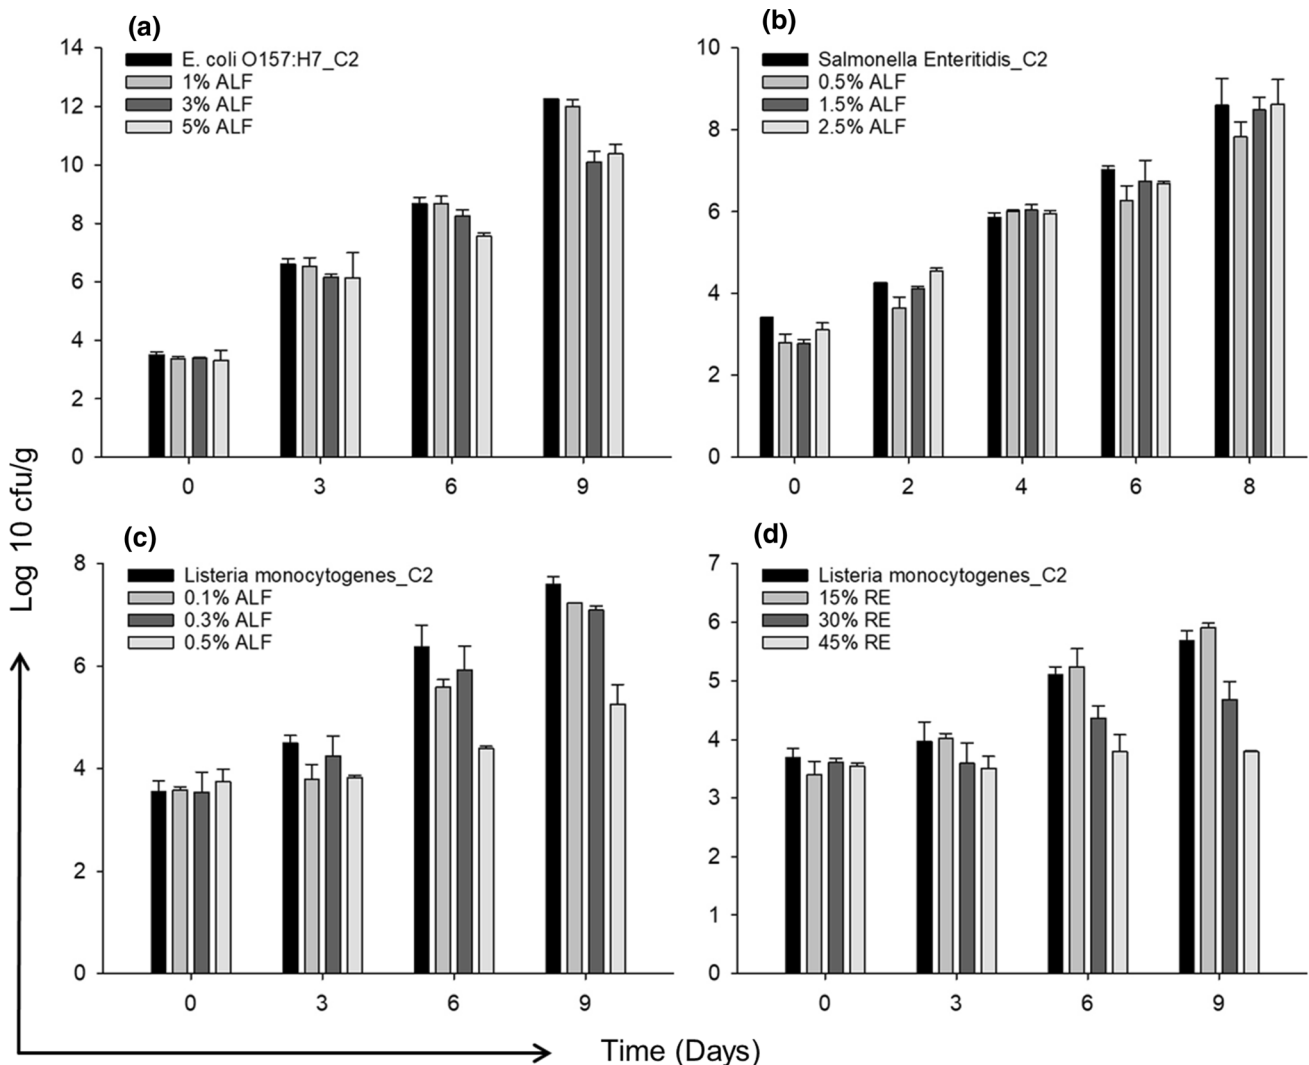 (a)
E. coli O157:H7_C2
1% ALF
3% ALF
5% ALF
14
12
10
8
6
4
2
0
0 3 6 9
(b)
Salmonella Enteritidis_C2
0.5% ALF
1.5% ALF
2.5% ALF
10
8
6
4
2
0
0 2 4 6 8
(c)
Listeria monocytogenes_C2
0.1% ALF
0.3% ALF
0.5% ALF
8
6
4
2
0
0 3 6 9
(d)
Listeria monocytogenes_C2
15% RE
30% RE
45% RE
7
6
5
4
3
2
1
0
0 3 6 9
Log 10 cfu/g
Time (Days)